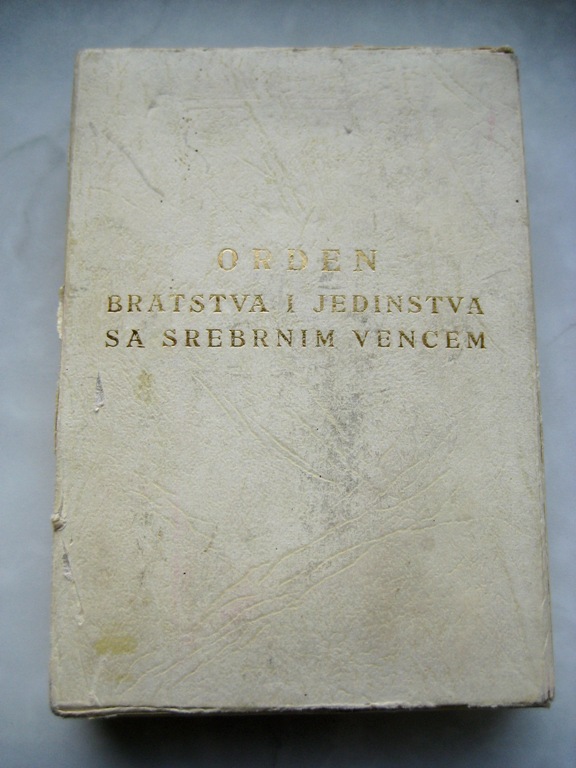 ORDEN
BRATSTVA I JEDINSTVA
SA SREBRNIM VENCEM